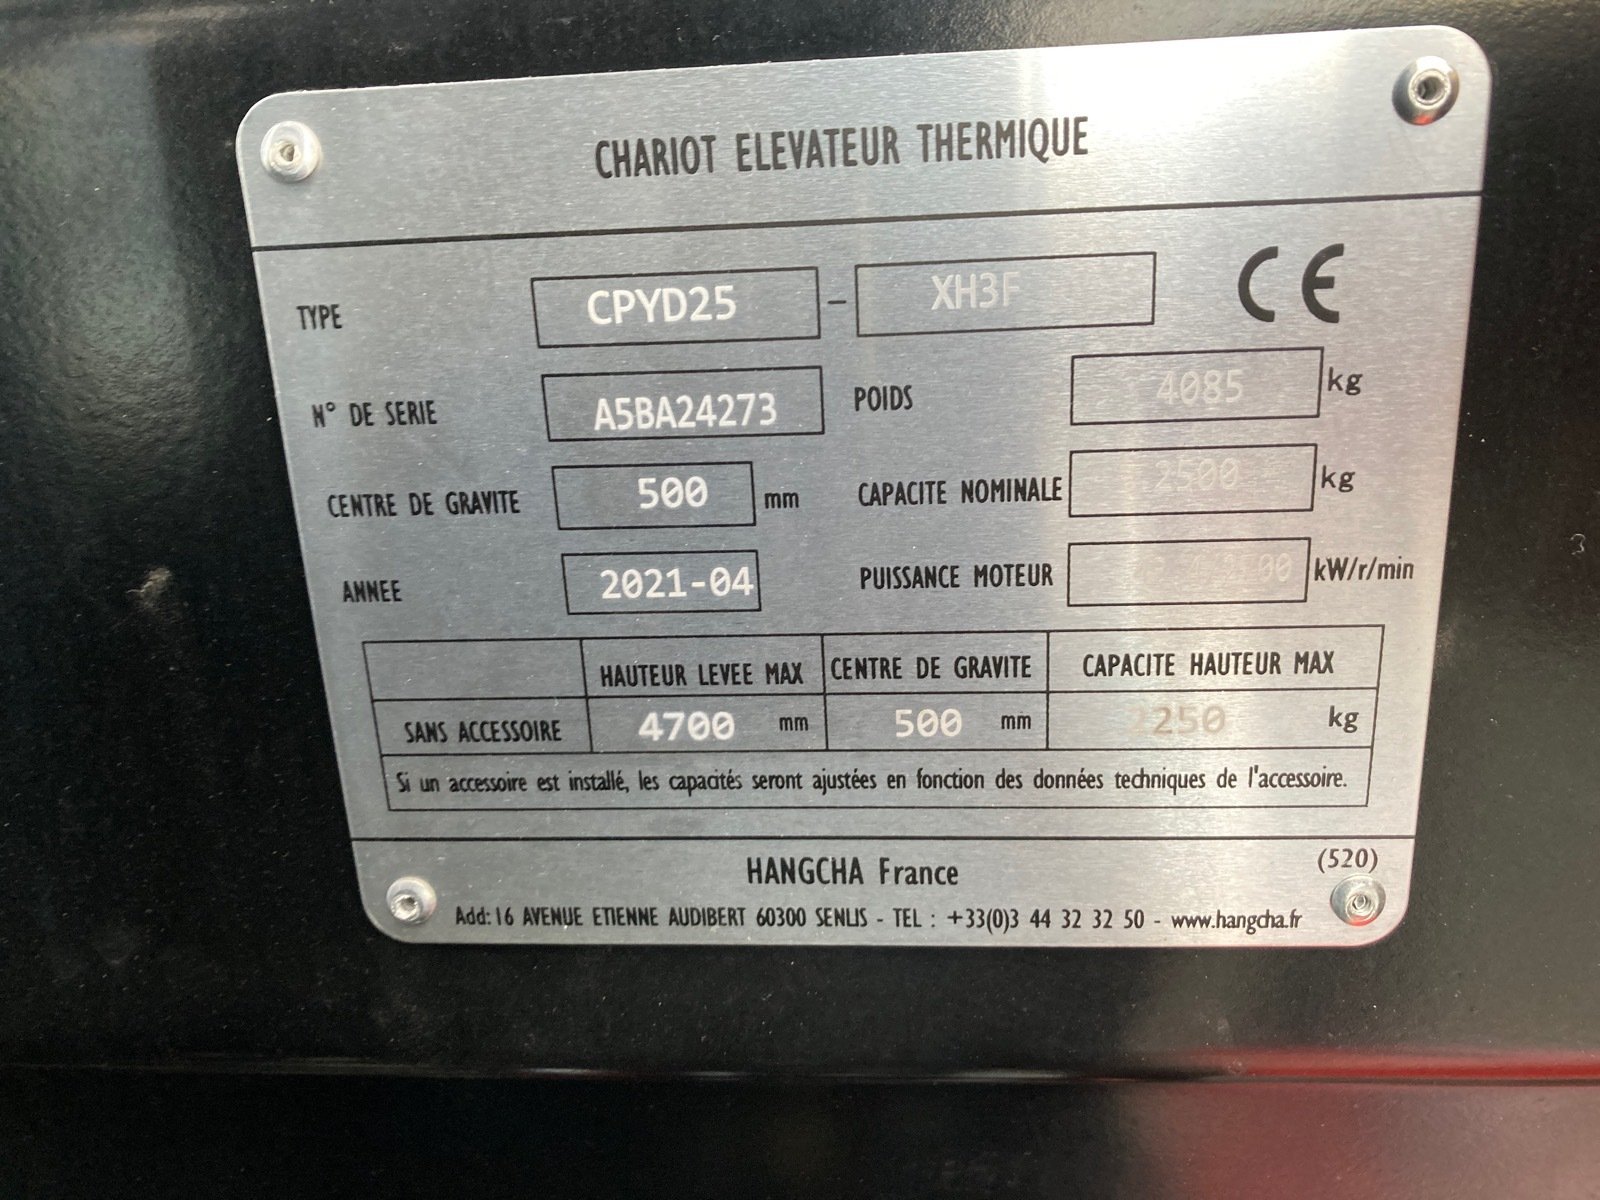 CHARIOT ELEVATEUR THERMIQUE
TYPE CPYD25 - XH3F CE
N° DE SERIE A5BA24273 POIDS 4085 kg
CENTRE DE GRAVITE 500 mm CAPACITE NOMINALE 2500 kg
ANNEE 2021-04 PUISSANCE MOTEUR kW/r/min
HAUTEUR LEVEE MAX CENTRE DE GRAVITE CAPACITE HAUTEUR MAX
SANS ACCESSOIRE 4700 mm 500 mm 2250 kg
Si un accessoire est installé, les capacités seront ajustées en fonction des données techniques de l'accessoire.
HANGCHA France (520)
Add: 16 AVENUE ETIENNE AUDIBERT 60300 SENLIS - TEL : +33(0)3 44 32 32 50 - www.hangcha.fr